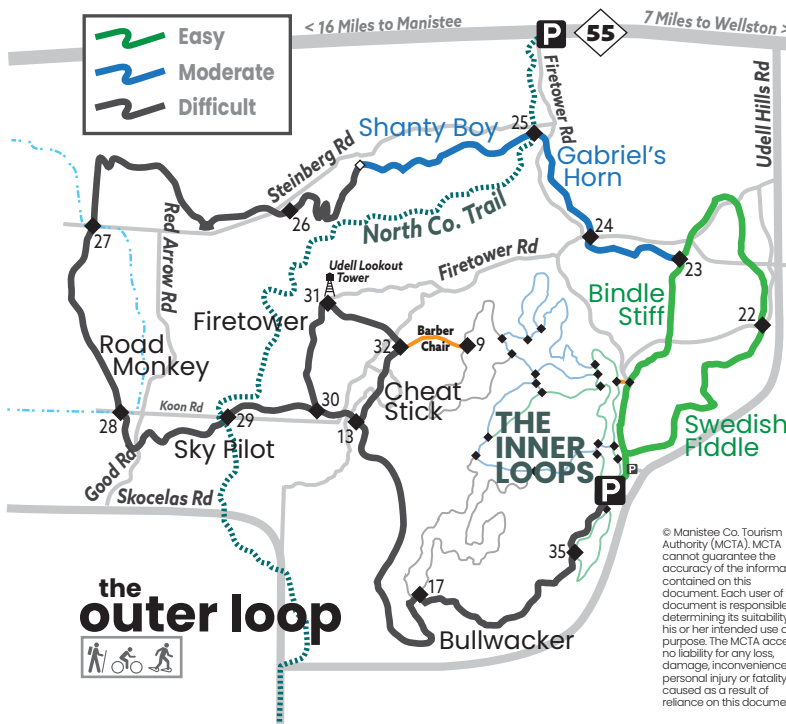 < 16 Miles to Manistee
7 Miles to Wellston >
P
55
Easy
Moderate
Difficult
Firetower Rd
Udell Hills Rd
Shanty Boy
25
Gabriel's
Horn
Steinberg Rd
26
27
Red Arrow Rd
North Co. Trail
24
23
Firetower Rd
Udell Lookout
Tower
31
Firetower
Bindle
Stiff
22
Barber
Chair
32
9
Road
Monkey
Cheat
Stick
28
Koon Rd
29
30
13
Sky Pilot
THE
INNER
LOOPS
Swedish
Fiddle
P
P
Good Rd
Skocelas Rd
35
17
Bullwacker
the
outer loop
© Manistee Co. Tourism
Authority (MCTA). MCTA
cannot guarantee the
accuracy of the informa
contained on this
document. Each user of
document is responsible
determining its suitability
his or her intended use o
purpose. The MCTA acce
no liability for any loss,
damage, inconvenience
personal injury or fatality
caused as a result of
reliance on this docume